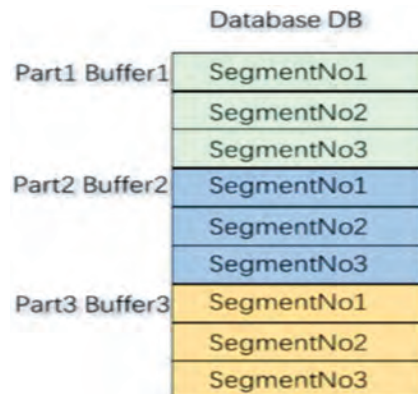 Database DB
Part1 Buffer1 SegmentNo1
SegmentNo2
SegmentNo3
Part2 Buffer2 SegmentNo1
SegmentNo2
SegmentNo3
Part3 Buffer3 SegmentNo1
SegmentNo2
SegmentNo3